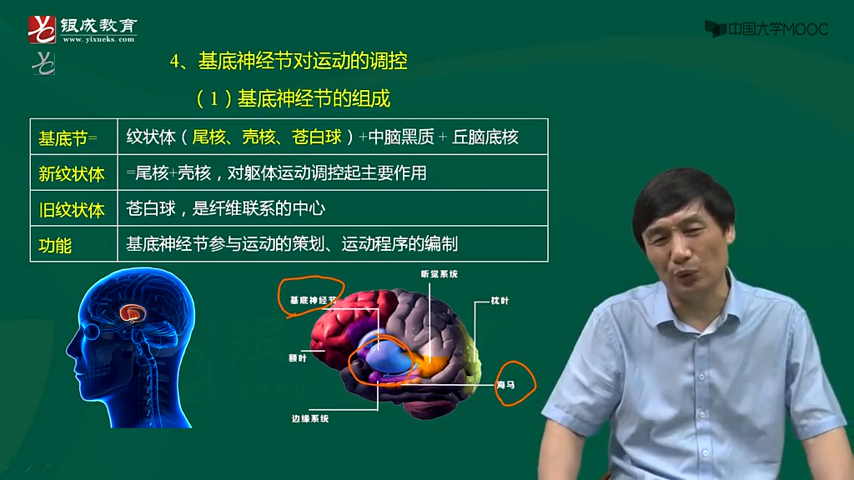 银成教育
www.yixueks.com
中国大学MOOC
4、基底神经节对运动的调控
（1）基底神经节的组成
基底节= 纹状体（尾核、壳核、苍白球）+中脑黑质 + 丘脑底核
新纹状体 =尾核+壳核，对躯体运动调控起主要作用
旧纹状体 苍白球，是纤维联系的中心
功能 基底神经节参与运动的策划、运动程序的编制
听觉系统
基底神经节
枕叶
额叶
海马
边缘系统